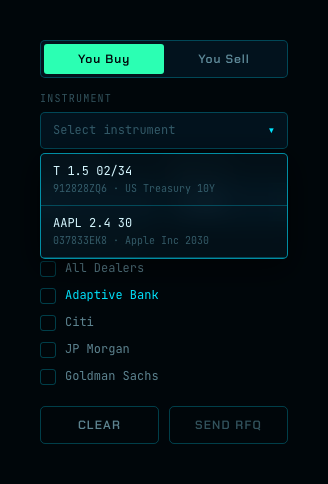 You Buy You Sell
INSTRUMENT
Select instrument ▼
T 1.5 02/34
912828ZQ6 · US Treasury 10Y
AAPL 2.4 30
037833EK8 · Apple Inc 2030
All Dealers
Adaptive Bank
Citi
JP Morgan
Goldman Sachs
CLEAR SEND RFQ